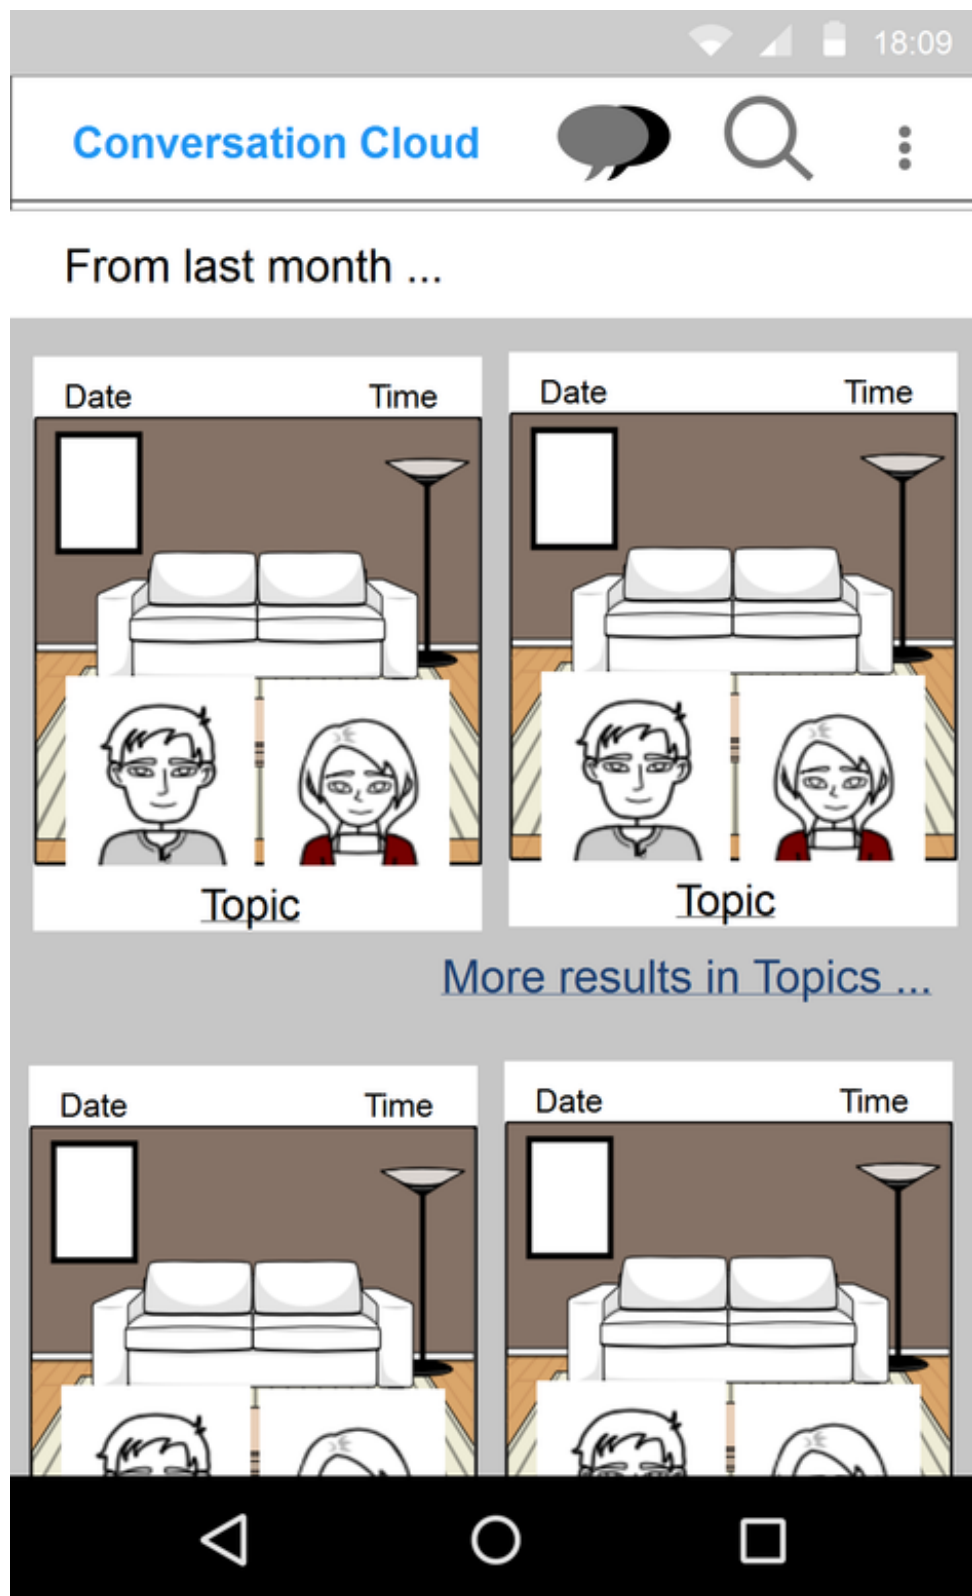 18:09
Conversation Cloud
From last month ...
Date Time
Date Time
Topic
Topic
More results in Topics ...
Date Time
Date Time